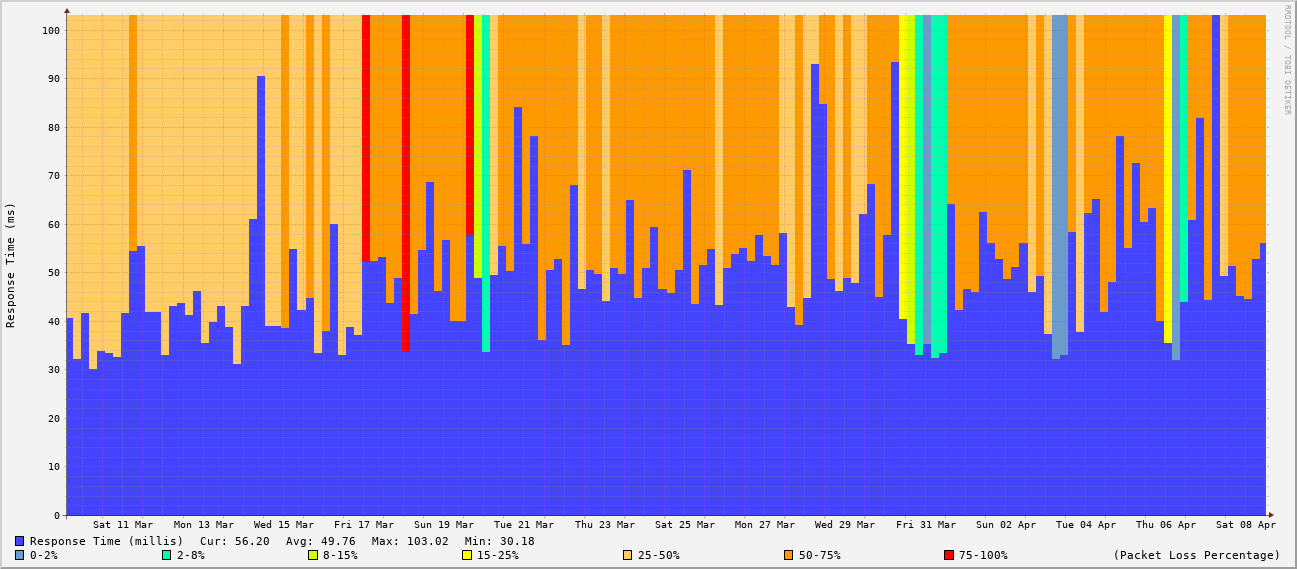 RRDTOOL / TOBI OETIKER
Response Time (ms)
100
90
80
70
60
50
40
30
20
10
0
Sat 11 Mar Mon 13 Mar Wed 15 Mar Fri 17 Mar Sun 19 Mar Tue 21 Mar Thu 23 Mar Sat 25 Mar Mon 27 Mar Wed 29 Mar Fri 31 Mar Sun 02 Apr Tue 04 Apr Thu 06 Apr Sat 08 Apr
Response Time (millis) Cur: 56.20 Avg: 49.76 Max: 103.02 Min: 30.18
0-2% 2-8% 8-15% 15-25% 25-50% 50-75% 75-100% (Packet Loss Percentage)